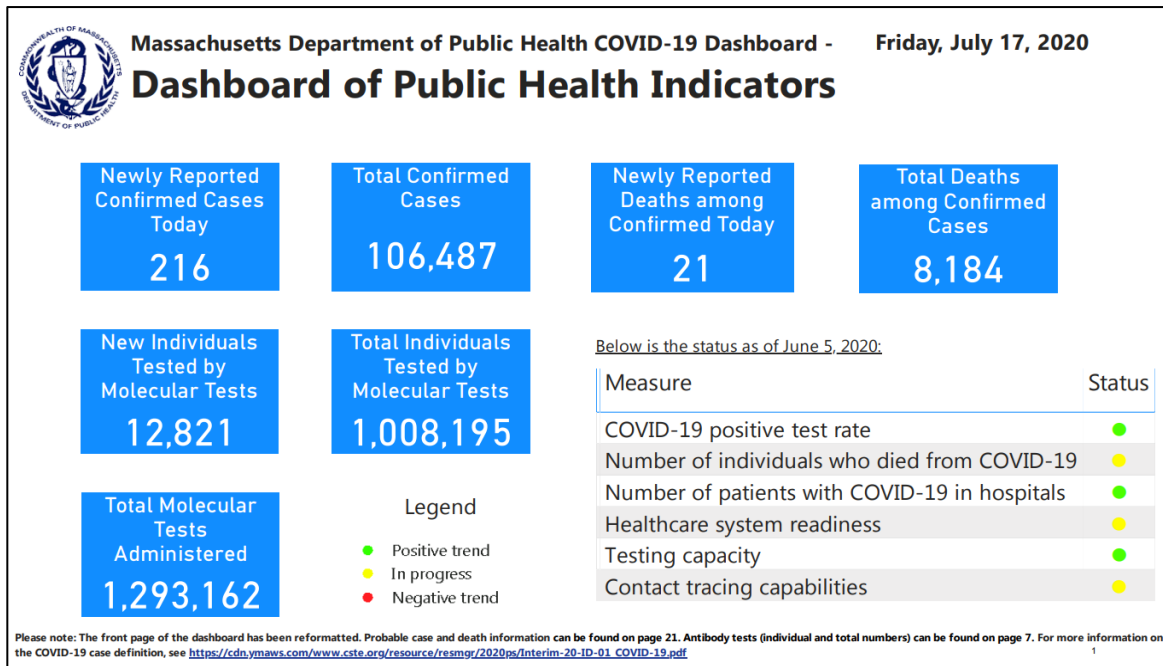 COMMONWEALTH OF MASSACHUSETTS
DEPARTMENT OF PUBLIC HEALTH
Massachusetts Department of Public Health COVID-19 Dashboard - Friday, July 17, 2020
Dashboard of Public Health Indicators
Newly Reported
Confirmed Cases
Today
216
Total Confirmed
Cases
106,487
Newly Reported
Deaths among
Confirmed Today
21
Total Deaths
among Confirmed
Cases
8,184
New Individuals
Tested by
Molecular Tests
12,821
Total Individuals
Tested by
Molecular Tests
1,008,195
Total Molecular
Tests
Administered
1,293,162
Legend
Positive trend
In progress
Negative trend
Below is the status as of June 5, 2020:
Measure Status
COVID-19 positive test rate
Number of individuals who died from COVID-19
Number of patients with COVID-19 in hospitals
Healthcare system readiness
Testing capacity
Contact tracing capabilities
Please note: The front page of the dashboard has been reformatted. Probable case and death information can be found on page 21. Antibody tests (individual and total numbers) can be found on page 7. For more information on
the COVID-19 case definition, see https://cdn.ymaws.com/www.cste.org/resource/resmgr/2020ps/Interim-20-ID-01_COVID-19.pdf
1